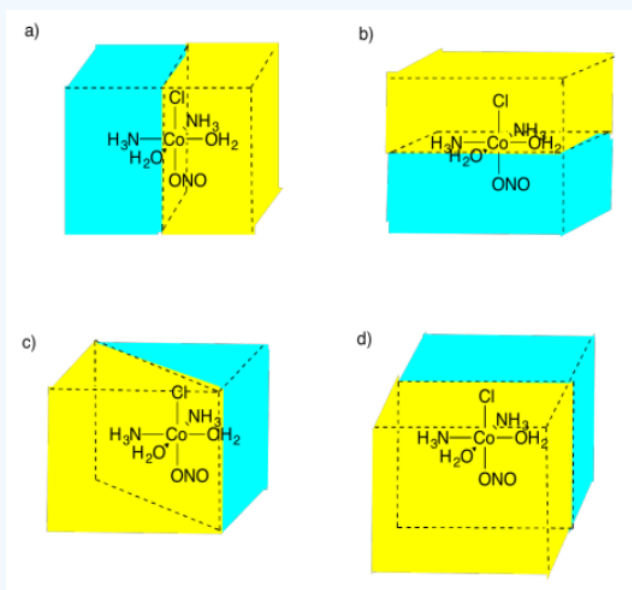 a)
Cl
NH₃
H₃N—Co—OH₂
H₂O
ONO
b)
Cl
NH₃
H₃N—Co—OH₂
H₂O
ONO
c)
Cl
NH₃
H₃N—Co—OH₂
H₂O
ONO
d)
Cl
NH₃
H₃N—Co—OH₂
H₂O
ONO